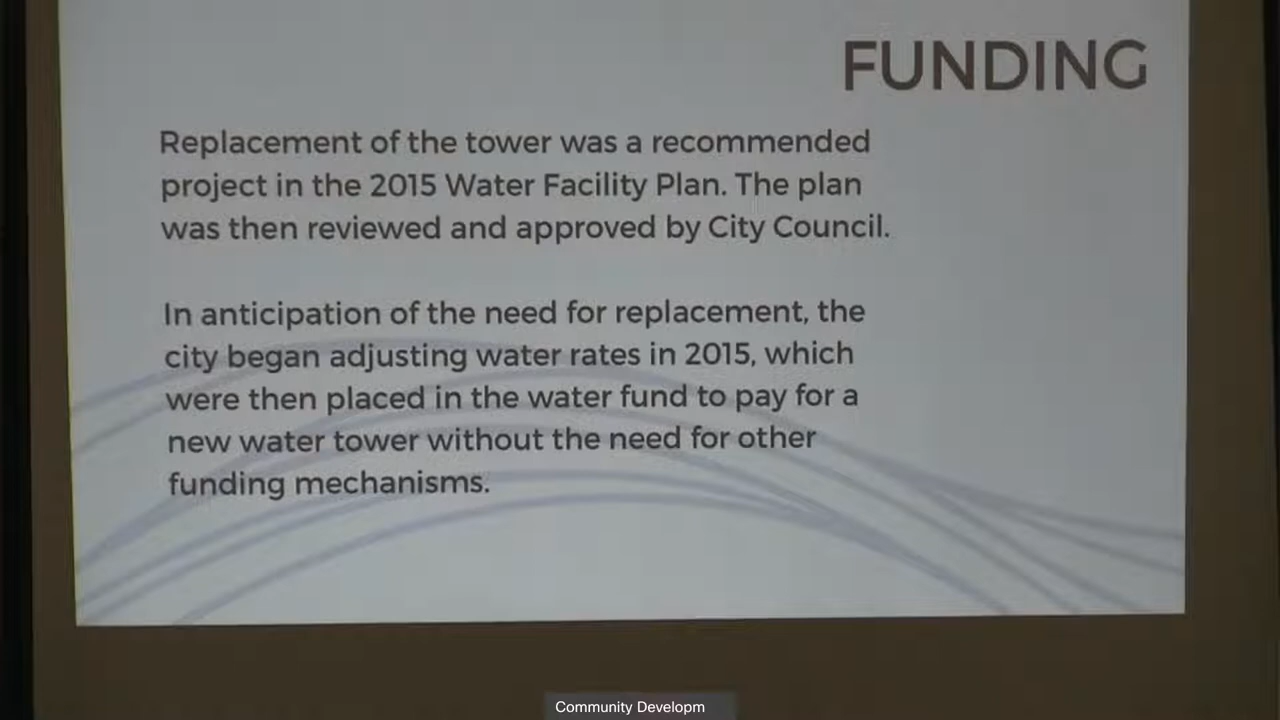 FUNDING
Replacement of the tower was a recommended
project in the 2015 Water Facility Plan. The plan
was then reviewed and approved by City Council.
In anticipation of the need for replacement, the
city began adjusting water rates in 2015, which
were then placed in the water fund to pay for a
new water tower without the need for other
funding mechanisms.
Community Developm